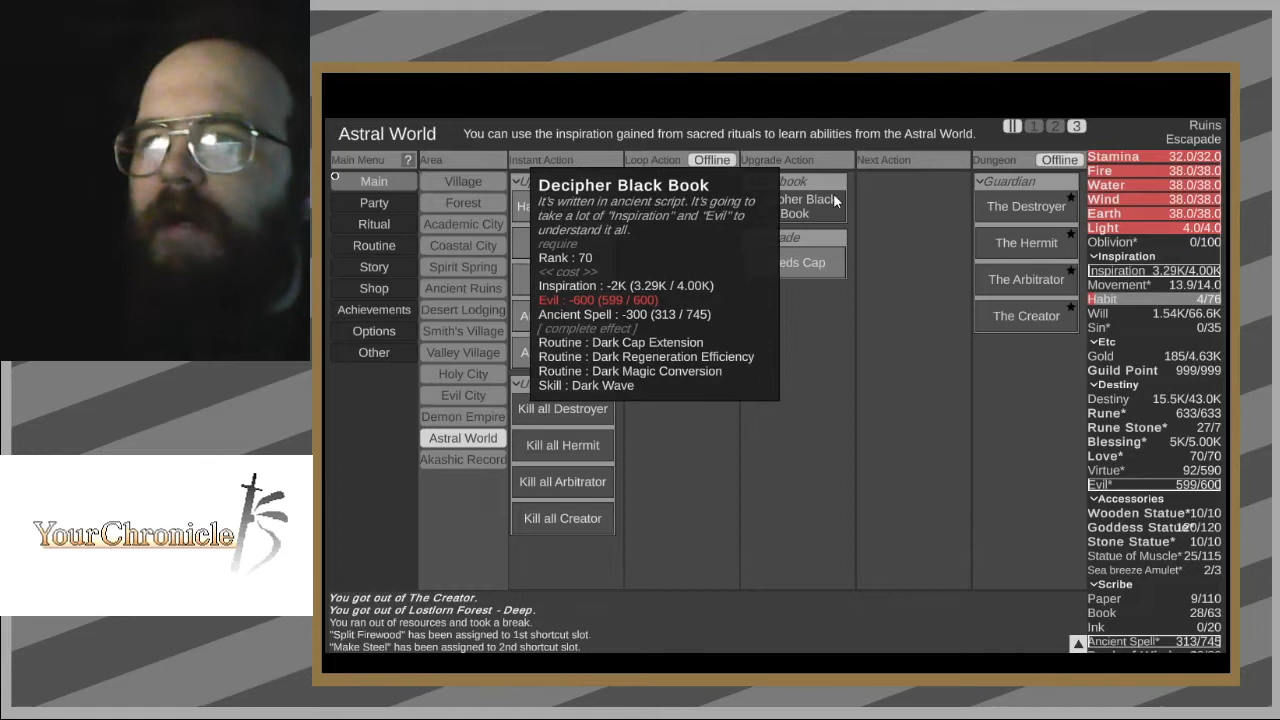 Astral World
You can use the inspiration gained from sacred rituals to learn abilities from the Astral World.
1 2 3
Ruins
Escapade
Main Menu ?
Main
Party
Ritual
Routine
Story
Shop
Achievements
Options
Other
Area
Village
Forest
Academic City
Coastal City
Spirit Spring
Ancient Ruins
Desert Lodging
Smith's Village
Valley Village
Holy City
Evil City
Demon Empire
Astral World
Akashic Record
Instant Action
Kill all Destroyer
Kill all Hermit
Kill all Arbitrator
Kill all Creator
Loop Action Offline
Decipher Black Book
It's written in ancient script. It's going to
take a lot of "Inspiration" and "Evil" to
understand it all.
require
Rank : 70
<< cost >>
Inspiration : -2K (3.29K / 4.00K)
Evil : -600 (599 / 600)
Ancient Spell : -300 (313 / 745)
[ complete effect ]
Routine : Dark Cap Extension
Routine : Dark Regeneration Efficiency
Routine : Dark Magic Conversion
Skill : Dark Wave
Upgrade Action
book
pher Black
Book
ade
eds Cap
Next Action
Dungeon Offline
Guardian
The Destroyer
The Hermit
The Arbitrator
The Creator
Stamina 32.0/32.0
Fire 38.0/38.0
Water 38.0/38.0
Wind 38.0/38.0
Earth 38.0/38.0
Light 4.0/4.0
Oblivion* 0/100
Inspiration
Inspiration 3.29K/4.00K
Movement* 13.9/14.0
Habit 4/76
Will 1.54K/66.6K
Sin* 0/35
Etc
Gold 185/4.63K
Guild Point 999/999
Destiny
Destiny 15.5K/43.0K
Rune* 633/633
Rune Stone* 27/7
Blessing* 5K/5.00K
Love* 70/70
Virtue* 92/590
Evil* 599/600
Accessories
Wooden Statue* 10/10
Goddess Statue* 120/120
Stone Statue* 10/10
Statue of Muscle* 25/115
Sea breeze Amulet* 2/3
Scribe
Paper 9/110
Book 28/63
Ink 0/20
Ancient Spell* 313/745
You got out of The Creator.
You got out of Lostlorn Forest - Deep.
You ran out of resources and took a break.
"Split Firewood" has been assigned to 1st shortcut slot.
"Make Steel" has been assigned to 2nd shortcut slot.
YourChronicle